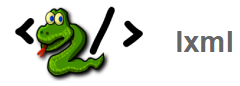 < / > lxml